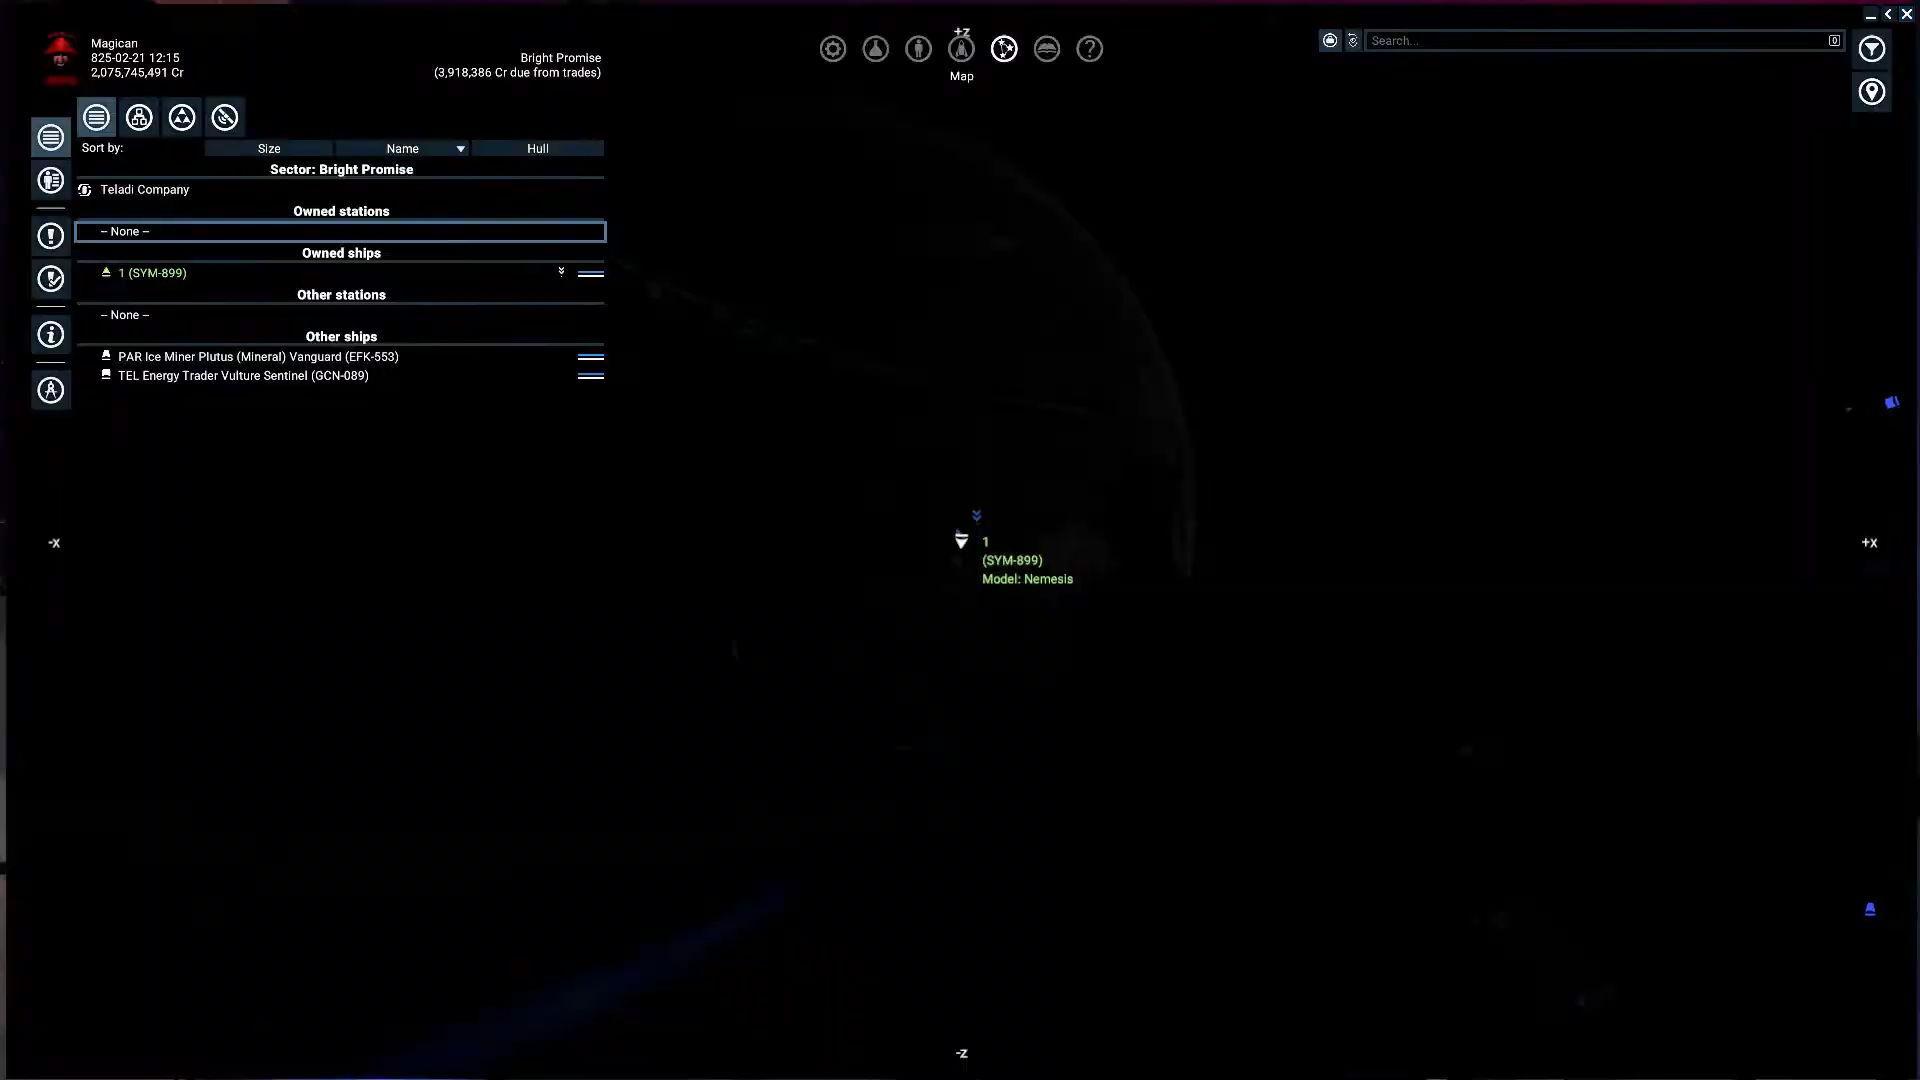 Magican
825-02-21 12:15
2,075,745,491 Cr
Bright Promise
(3,918,386 Cr due from trades)
+Z
Map
Search...
Sort by:
Size
Name
Hull
Sector: Bright Promise
Teladi Company
Owned stations
-- None --
Owned ships
1 (SYM-899)
Other stations
-- None --
Other ships
PAR Ice Miner Plutus (Mineral) Vanguard (EFK-553)
TEL Energy Trader Vulture Sentinel (GCN-089)
-X
+X
1
(SYM-899)
Model: Nemesis
-Z